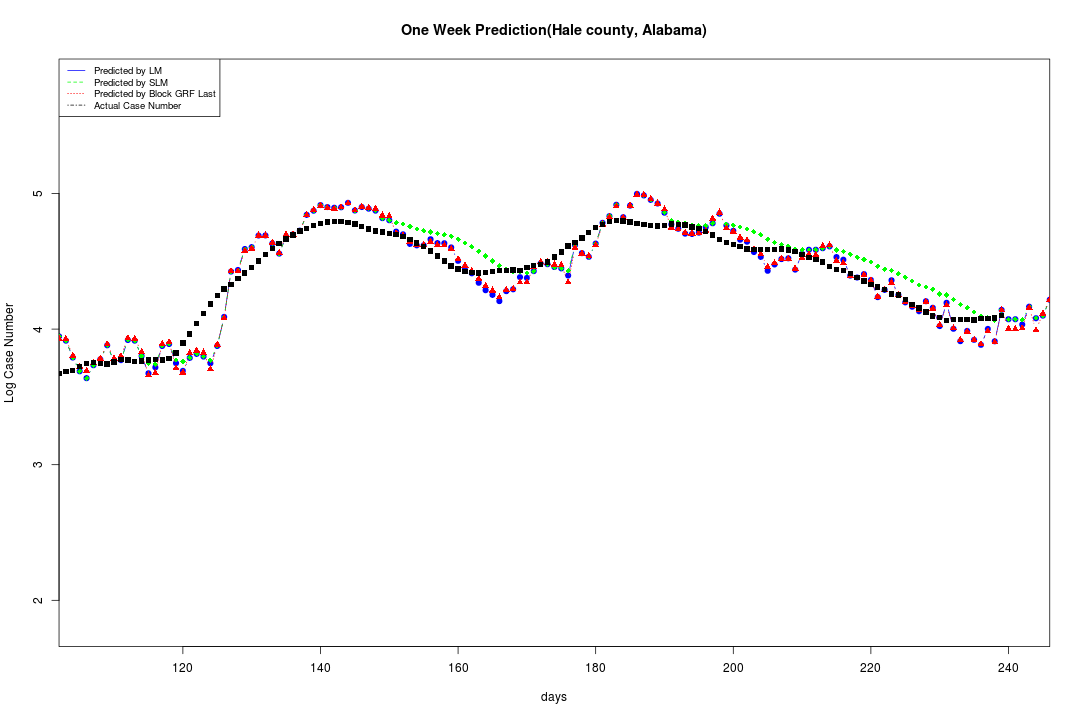 One Week Prediction(Hale county, Alabama)
Predicted by LM
Predicted by SLM
Predicted by Block GRF Last
Actual Case Number
Log Case Number
5
4
3
2
120 140 160 180 200 220 240
days